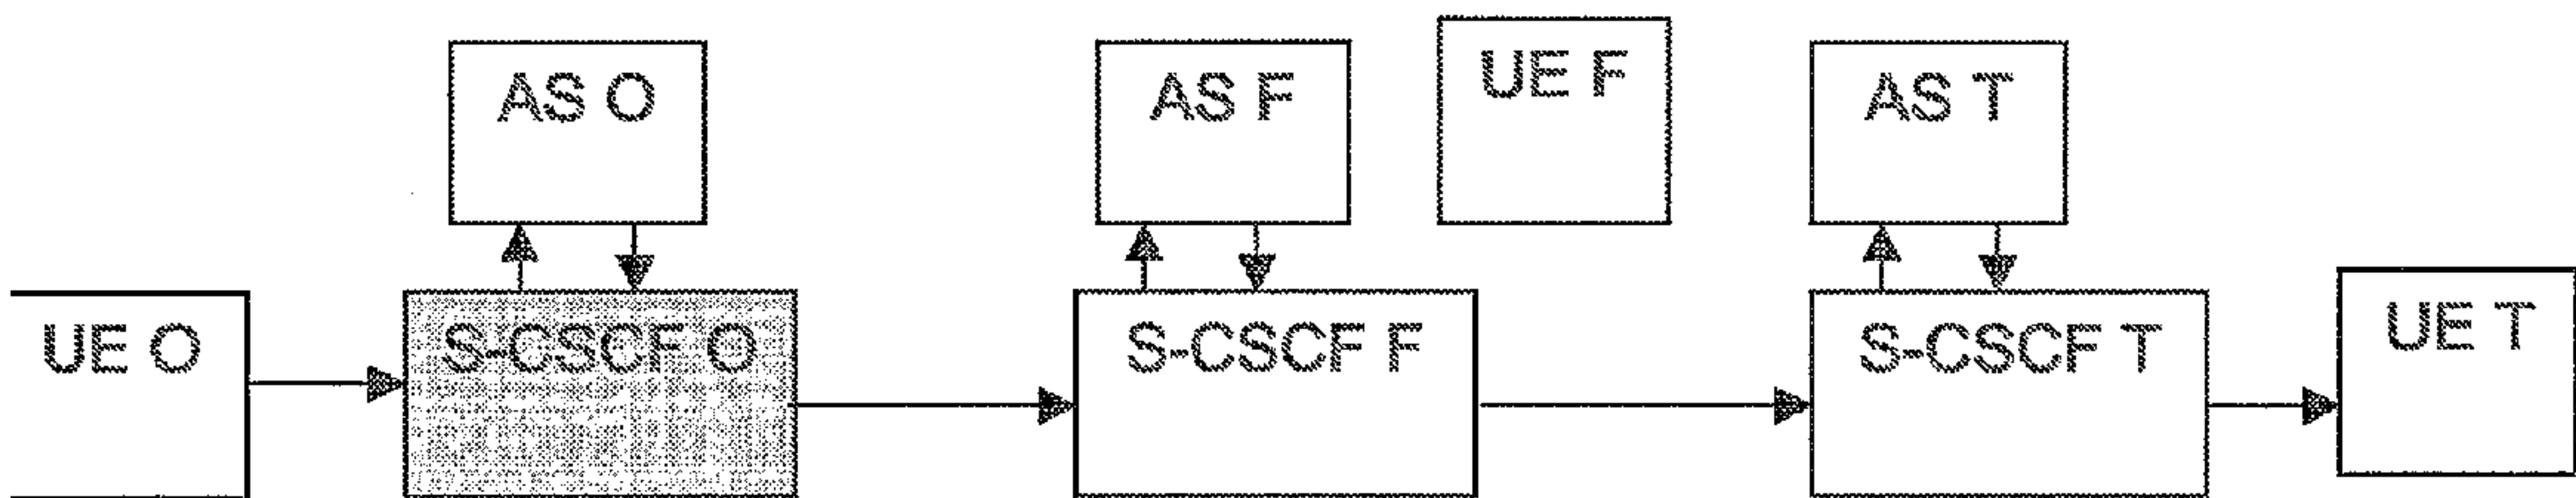 AS O
AS F
UE F
AS T
UE O
S-CSCF O
S-CSCF F
S-CSCF T
UE T